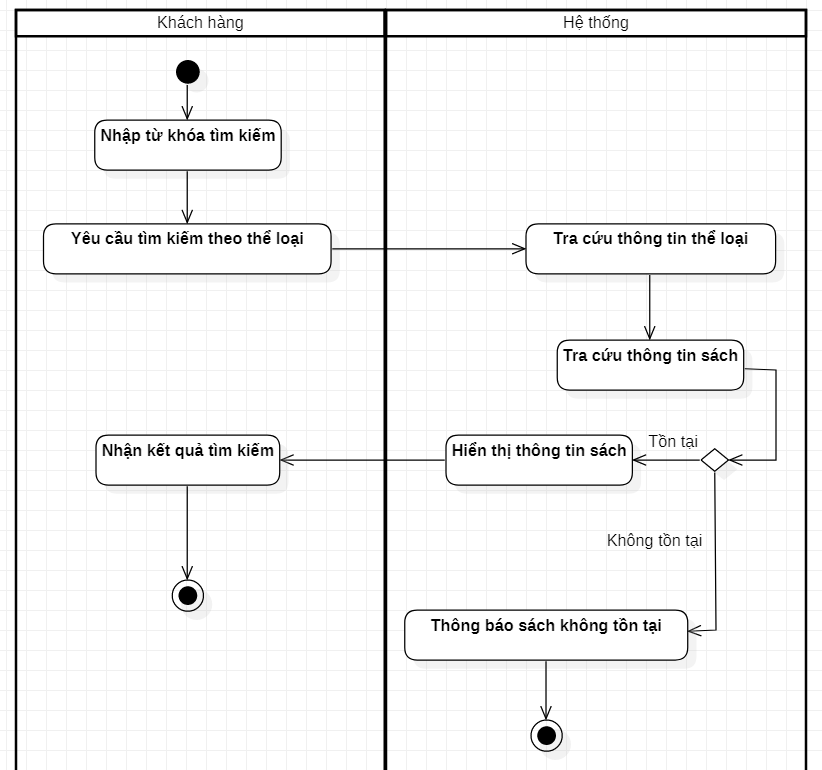 Khách hàng
Hệ thống
Nhập từ khóa tìm kiếm
Yêu cầu tìm kiếm theo thể loại
Tra cứu thông tin thể loại
Tra cứu thông tin sách
Tồn tại
Hiển thị thông tin sách
Nhận kết quả tìm kiếm
Không tồn tại
Thông báo sách không tồn tại